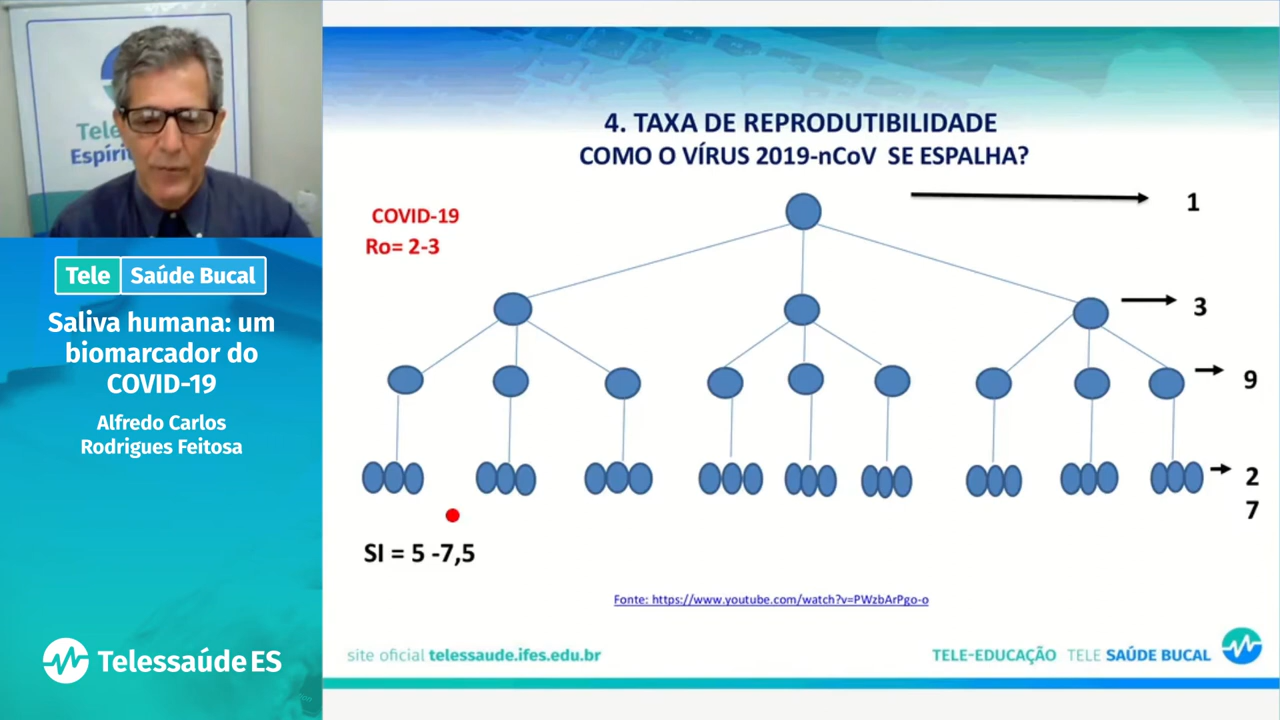 Tele
Espíri
Tele Saúde Bucal
Saliva humana: um
biomarcador do
COVID-19
Alfredo Carlos
Rodrigues Feitosa
Telessaúde ES
4. TAXA DE REPRODUTIBILIDADE
COMO O VÍRUS 2019-nCoV SE ESPALHA?
COVID-19
Ro= 2-3
1
3
9
2
7
SI = 5 -7,5
Fonte: https://www.youtube.com/watch?v=PWzbArPgo-o
site oficial telessaude.ifes.edu.br
TELE-EDUCAÇÃO TELE SAÚDE BUCAL